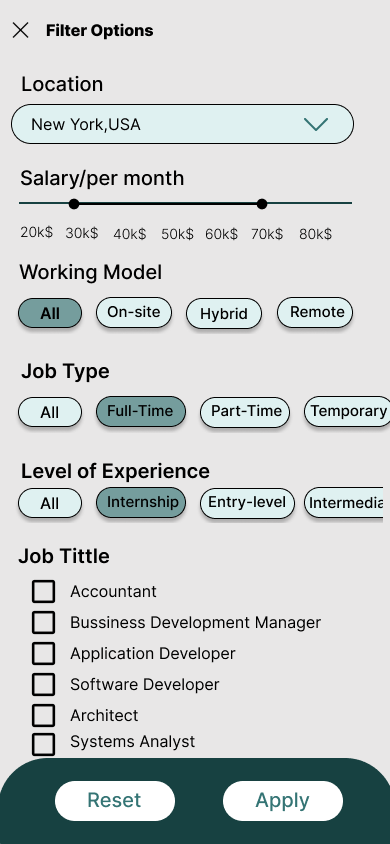 Filter Options
Location
New York,USA
Salary/per month
20k$ 30k$ 40k$ 50k$ 60k$ 70k$ 80k$
Working Model
All On-site Hybrid Remote
Job Type
All Full-Time Part-Time Temporary
Level of Experience
All Internship Entry-level Intermedia
Job Tittle
Accountant
Bussiness Development Manager
Application Developer
Software Developer
Architect
Systems Analyst
Reset Apply